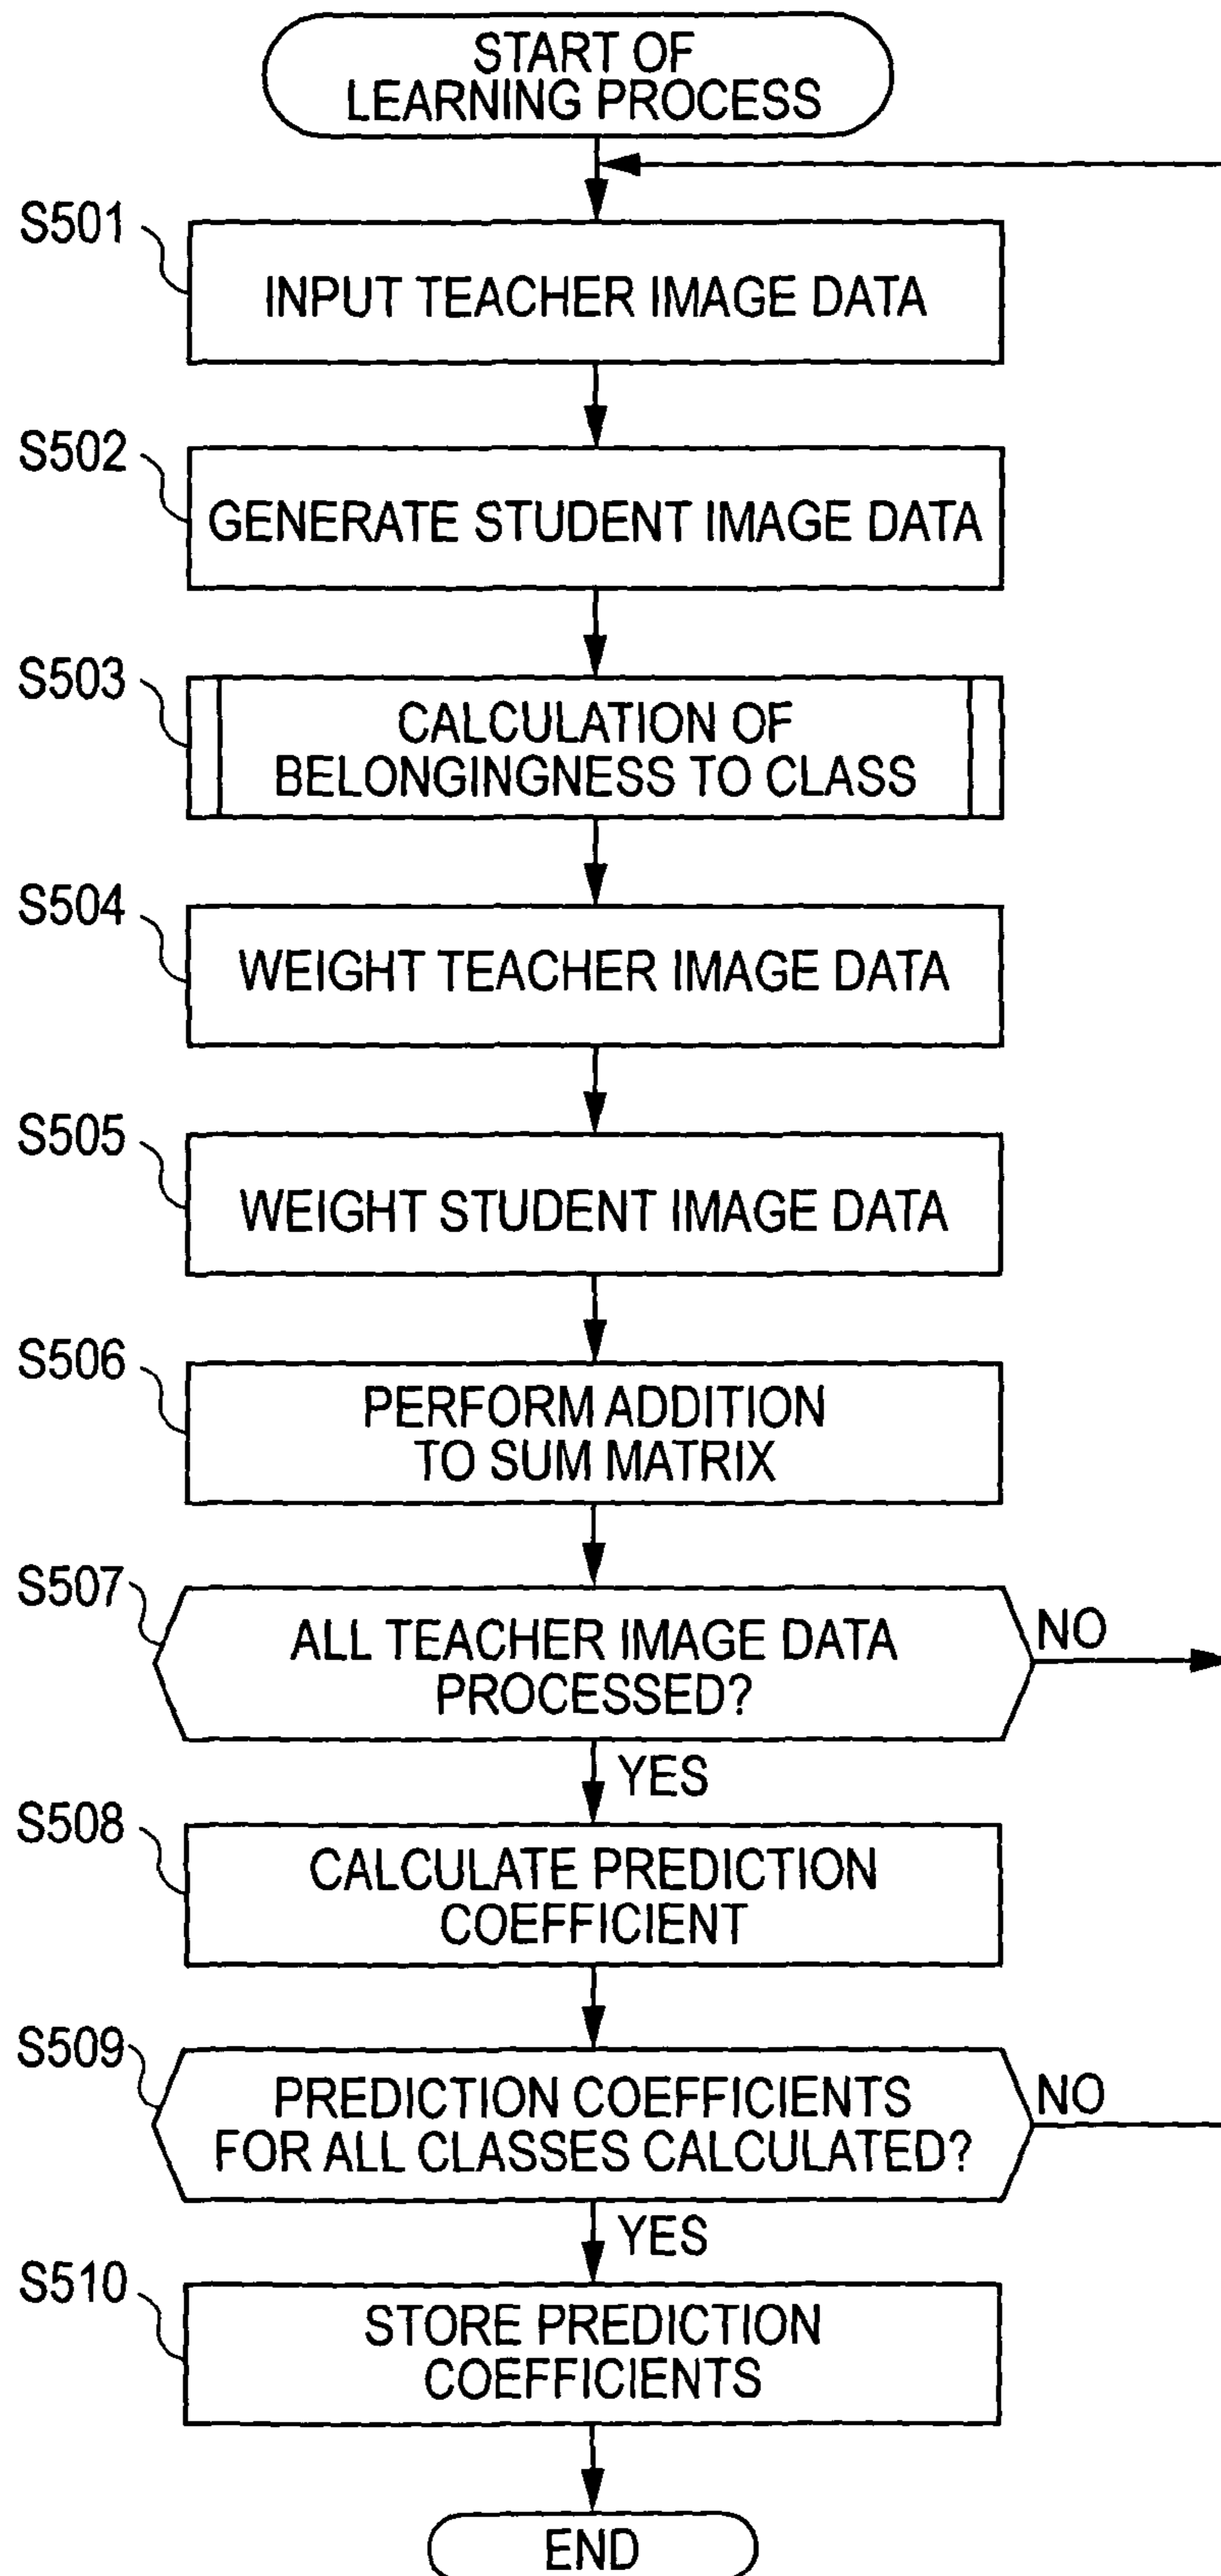 START OF
LEARNING PROCESS
S501
INPUT TEACHER IMAGE DATA
S502
GENERATE STUDENT IMAGE DATA
S503
CALCULATION OF
BELONGINGNESS TO CLASS
S504
WEIGHT TEACHER IMAGE DATA
S505
WEIGHT STUDENT IMAGE DATA
S506
PERFORM ADDITION
TO SUM MATRIX
S507
ALL TEACHER IMAGE DATA
PROCESSED?
NO
YES
S508
CALCULATE PREDICTION
COEFFICIENT
S509
PREDICTION COEFFICIENTS
FOR ALL CLASSES CALCULATED?
NO
YES
S510
STORE PREDICTION
COEFFICIENTS
END